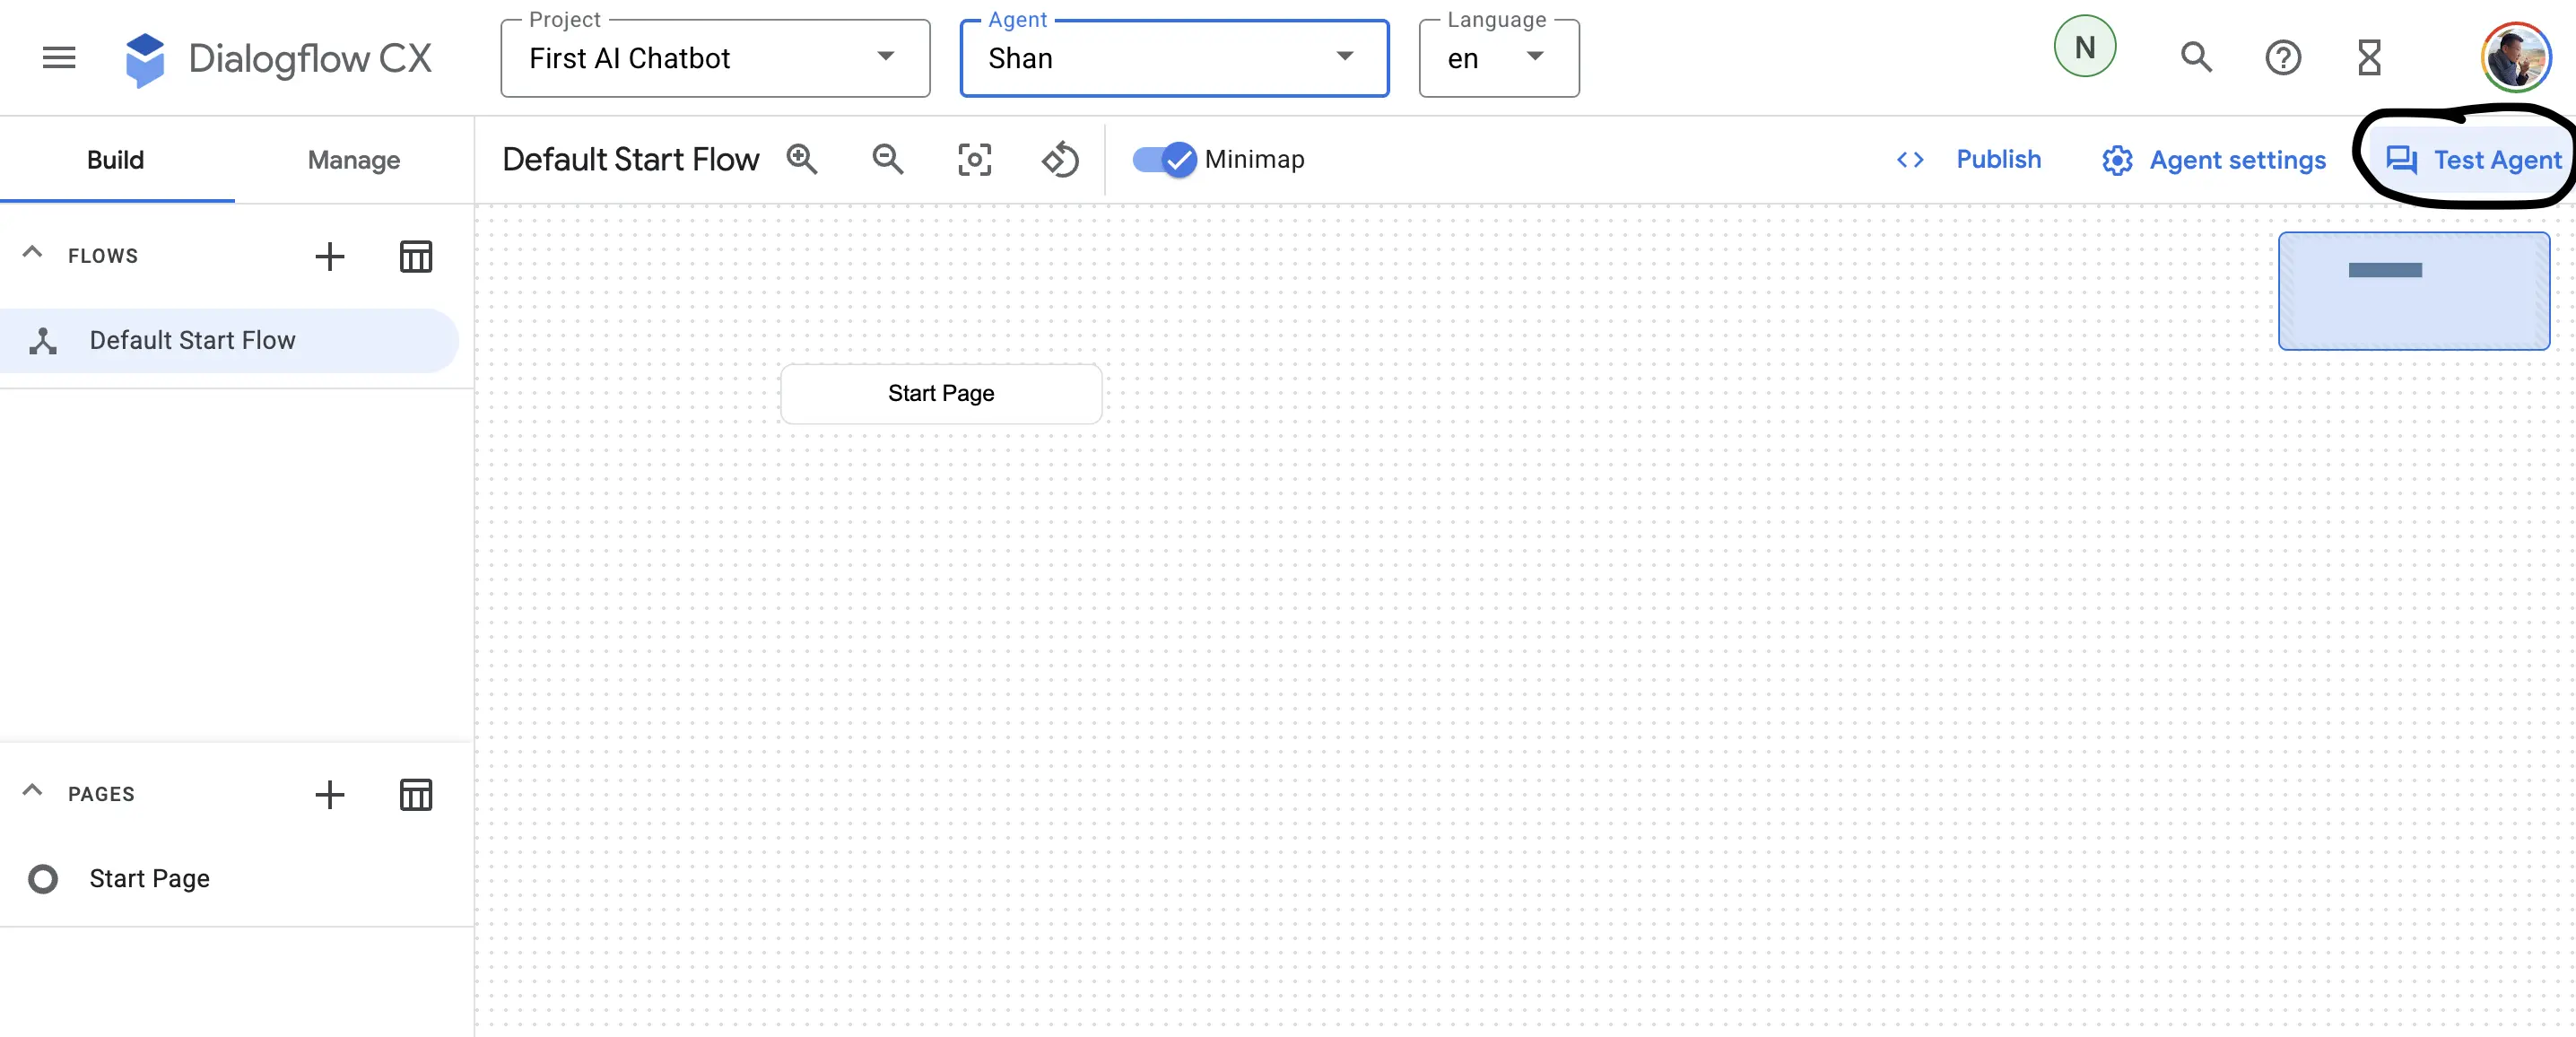 Dialogflow CX
Project
First AI Chatbot
Agent
Shan
Language
en
N
Build
Manage
Default Start Flow
Minimap
Publish
Agent settings
Test Agent
FLOWS
Default Start Flow
Start Page
PAGES
Start Page